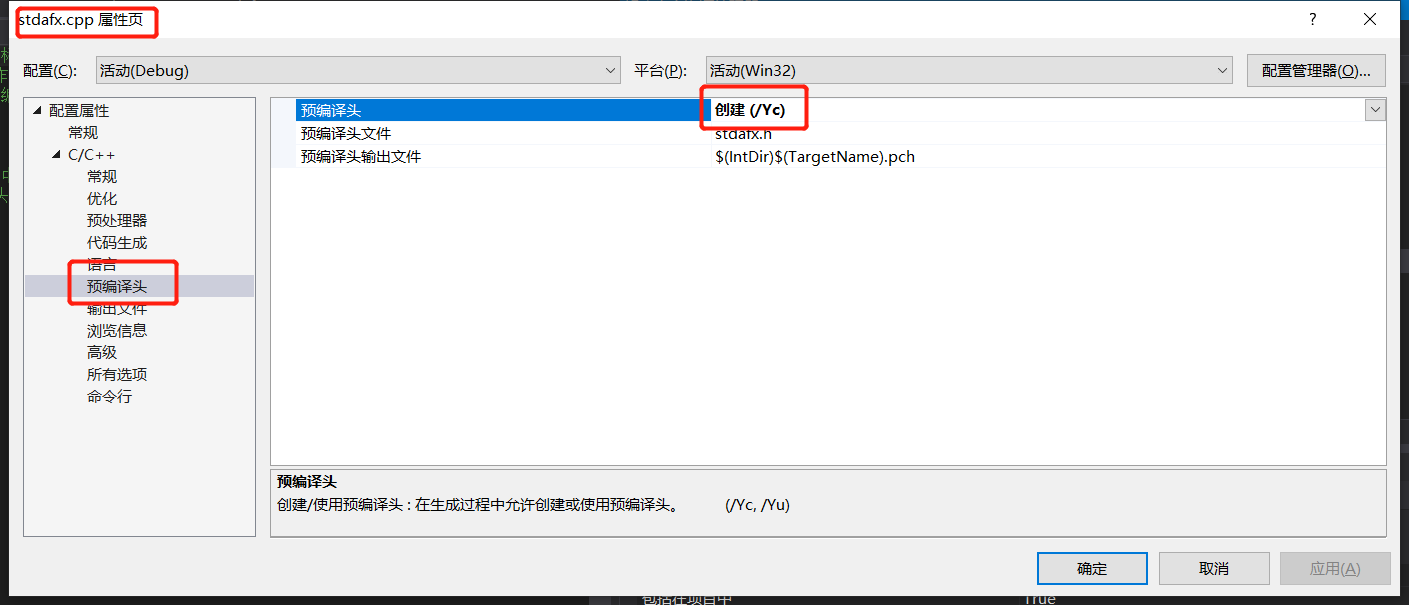 stdafx.cpp 属性页
?
配置(C):
活动(Debug)
平台(P):
活动(Win32)
配置管理器(O)...
配置属性
常规
C/C++
常规
优化
预处理器
代码生成
语言
预编译头
输出文件
浏览信息
高级
所有选项
命令行
预编译头 创建 (/Yc)
预编译头文件 stdafx.h
预编译头输出文件 $(IntDir)$(TargetName).pch
预编译头
创建/使用预编译头 : 在生成过程中允许创建或使用预编译头。 (/Yc, /Yu)
确定
取消
应用(A)
包括在项目中 True